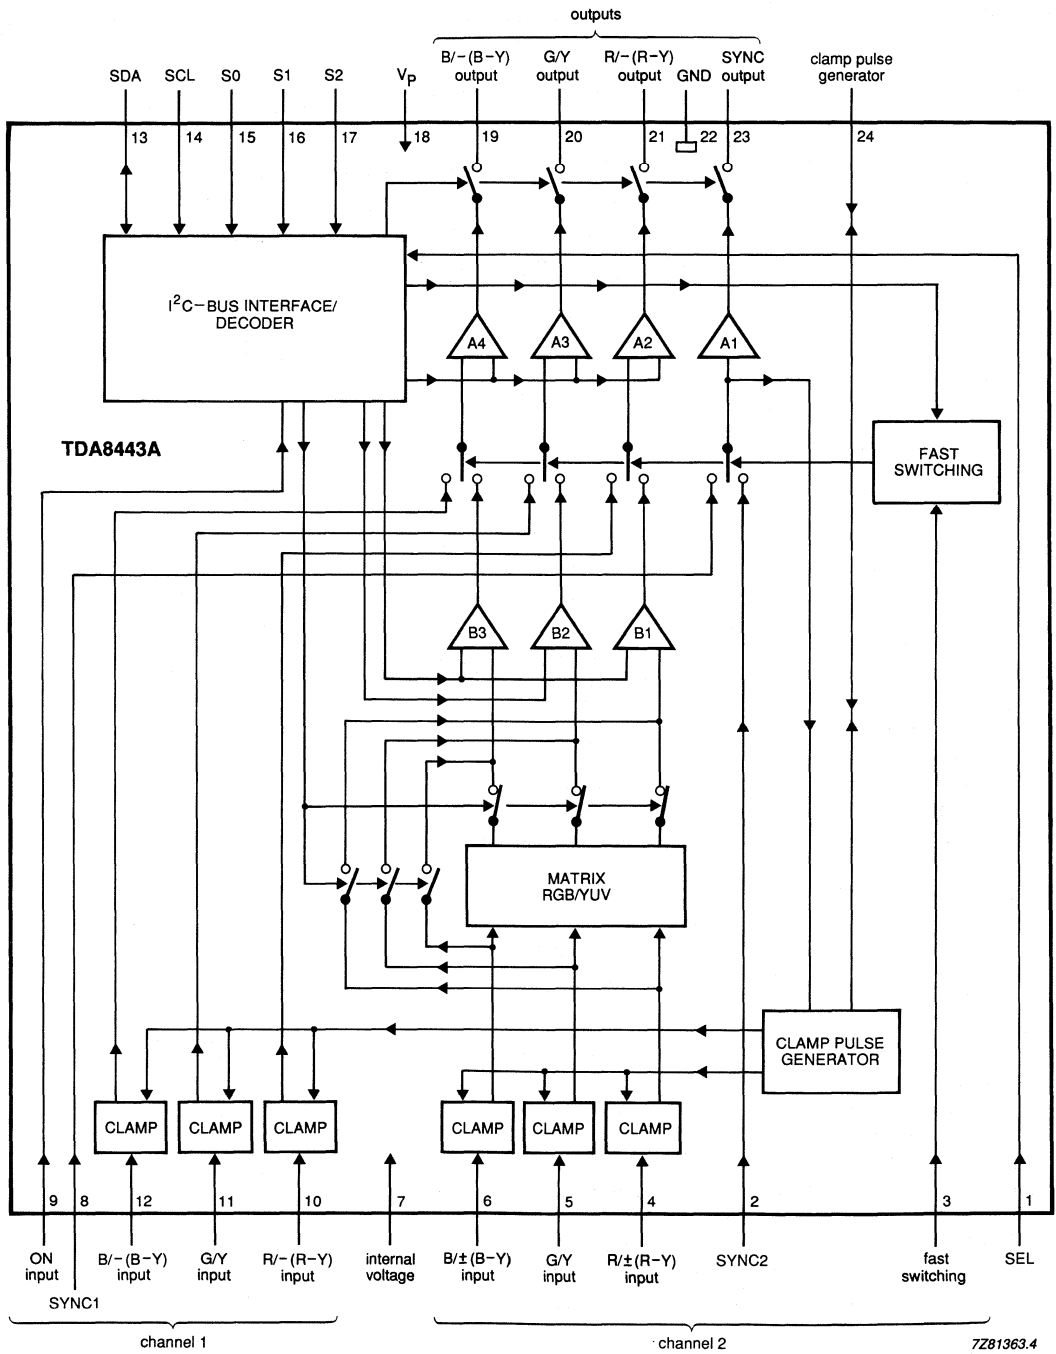 outputs
B/−(B−Y) output
G/Y output
R/−(R−Y) output
SYNC output
clamp pulse generator
SDA
SCL
S0
S1
S2
VP
GND
13
14
15
16
17
18
19
20
21
22
23
24
I2C−BUS INTERFACE/
DECODER
A4
A3
A2
A1
TDA8443A
FAST
SWITCHING
B3
B2
B1
MATRIX
RGB/YUV
CLAMP PULSE
GENERATOR
CLAMP
CLAMP
CLAMP
CLAMP
CLAMP
CLAMP
9
8
12
11
10
7
6
5
4
2
3
1
ON
input
B/−(B−Y)
input
G/Y
input
R/−(R−Y)
input
internal
voltage
B/±(B−Y)
input
G/Y
input
R/±(R−Y)
input
SYNC2
fast
switching
SEL
SYNC1
channel 1
channel 2
7Z81363.4